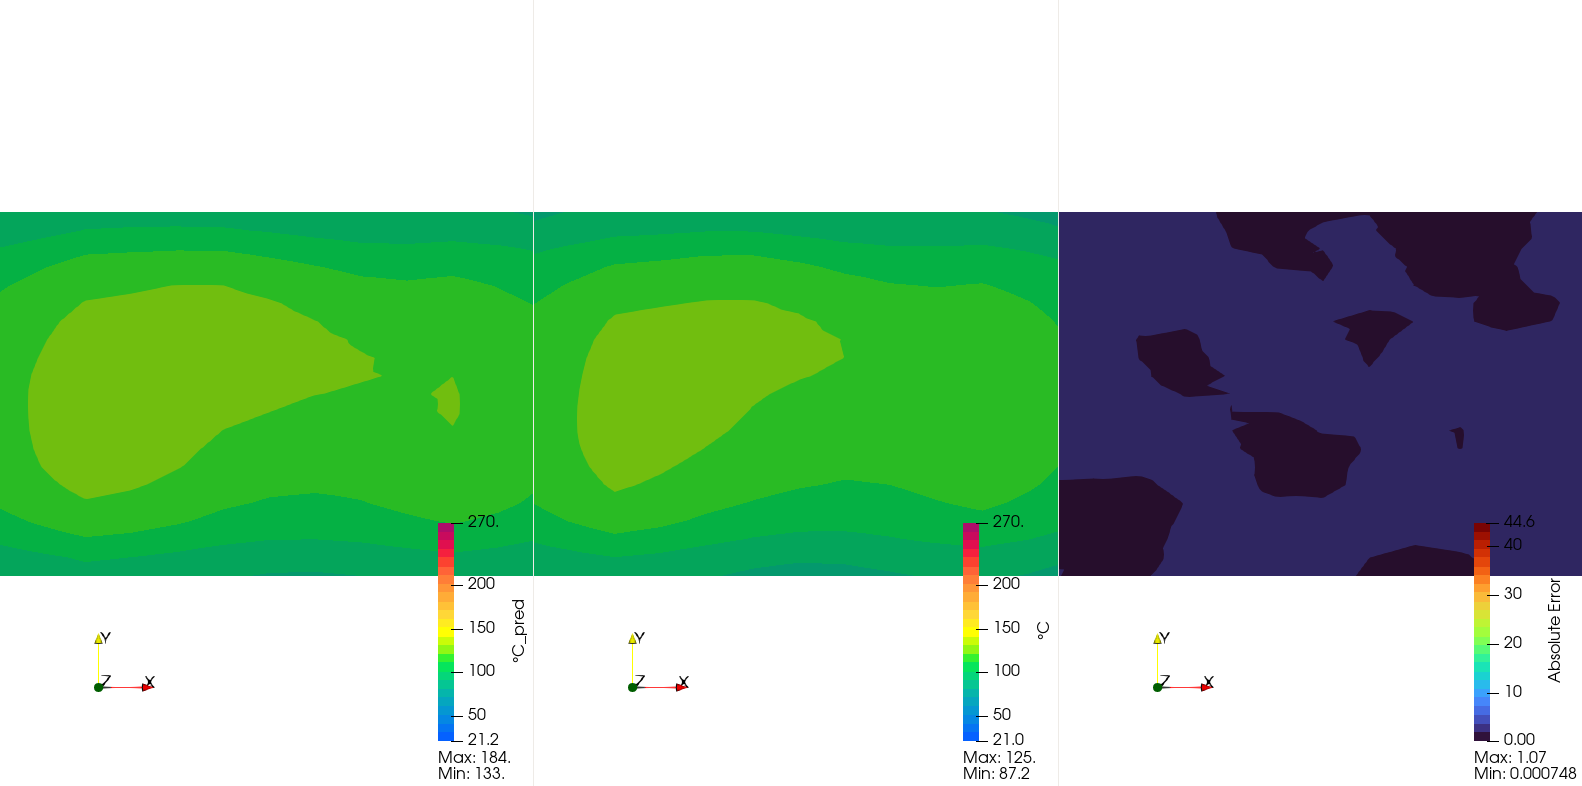 270.
200
150
100
50
21.2
°C_pred
Max: 184.
Min: 133.
Y
Z
X
270.
200
150
100
50
21.0
°C
Max: 125.
Min: 87.2
Y
Z
X
44.6
40
30
20
10
0.00
Absolute Error
Max: 1.07
Min: 0.000748
Y
Z
X